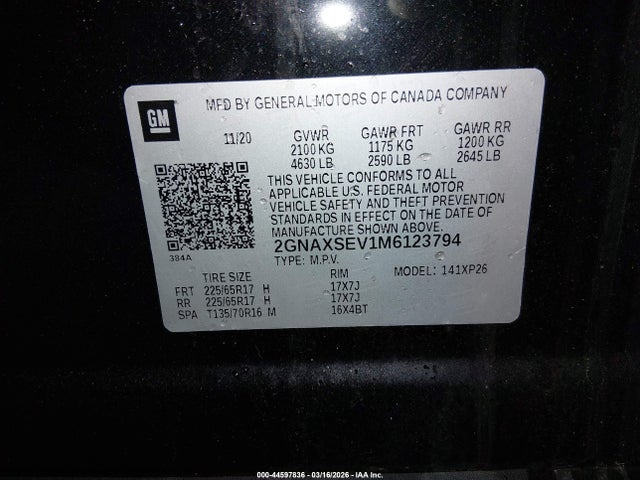 MFD BY GENERAL MOTORS OF CANADA COMPANY
GM
11/20 GVWR GAWR FRT GAWR RR
2100 KG 1175 KG 1200 KG
4630 LB 2590 LB 2645 LB
THIS VEHICLE CONFORMS TO ALL
APPLICABLE U.S. FEDERAL MOTOR
VEHICLE SAFETY AND THEFT PREVENTION
STANDARDS IN EFFECT ON THE DATE OF
MANUFACTURE SHOWN ABOVE.
2GNAXSEV1M6123794
384A
TYPE: M.P.V. MODEL: 141XP26
TIRE SIZE RIM
FRT 225/65R17 H 17X7J
RR 225/65R17 H 17X7J
SPA T135/70R16 M 16X4BT
000-44597836 - 03/16/2026 - IAA Inc.